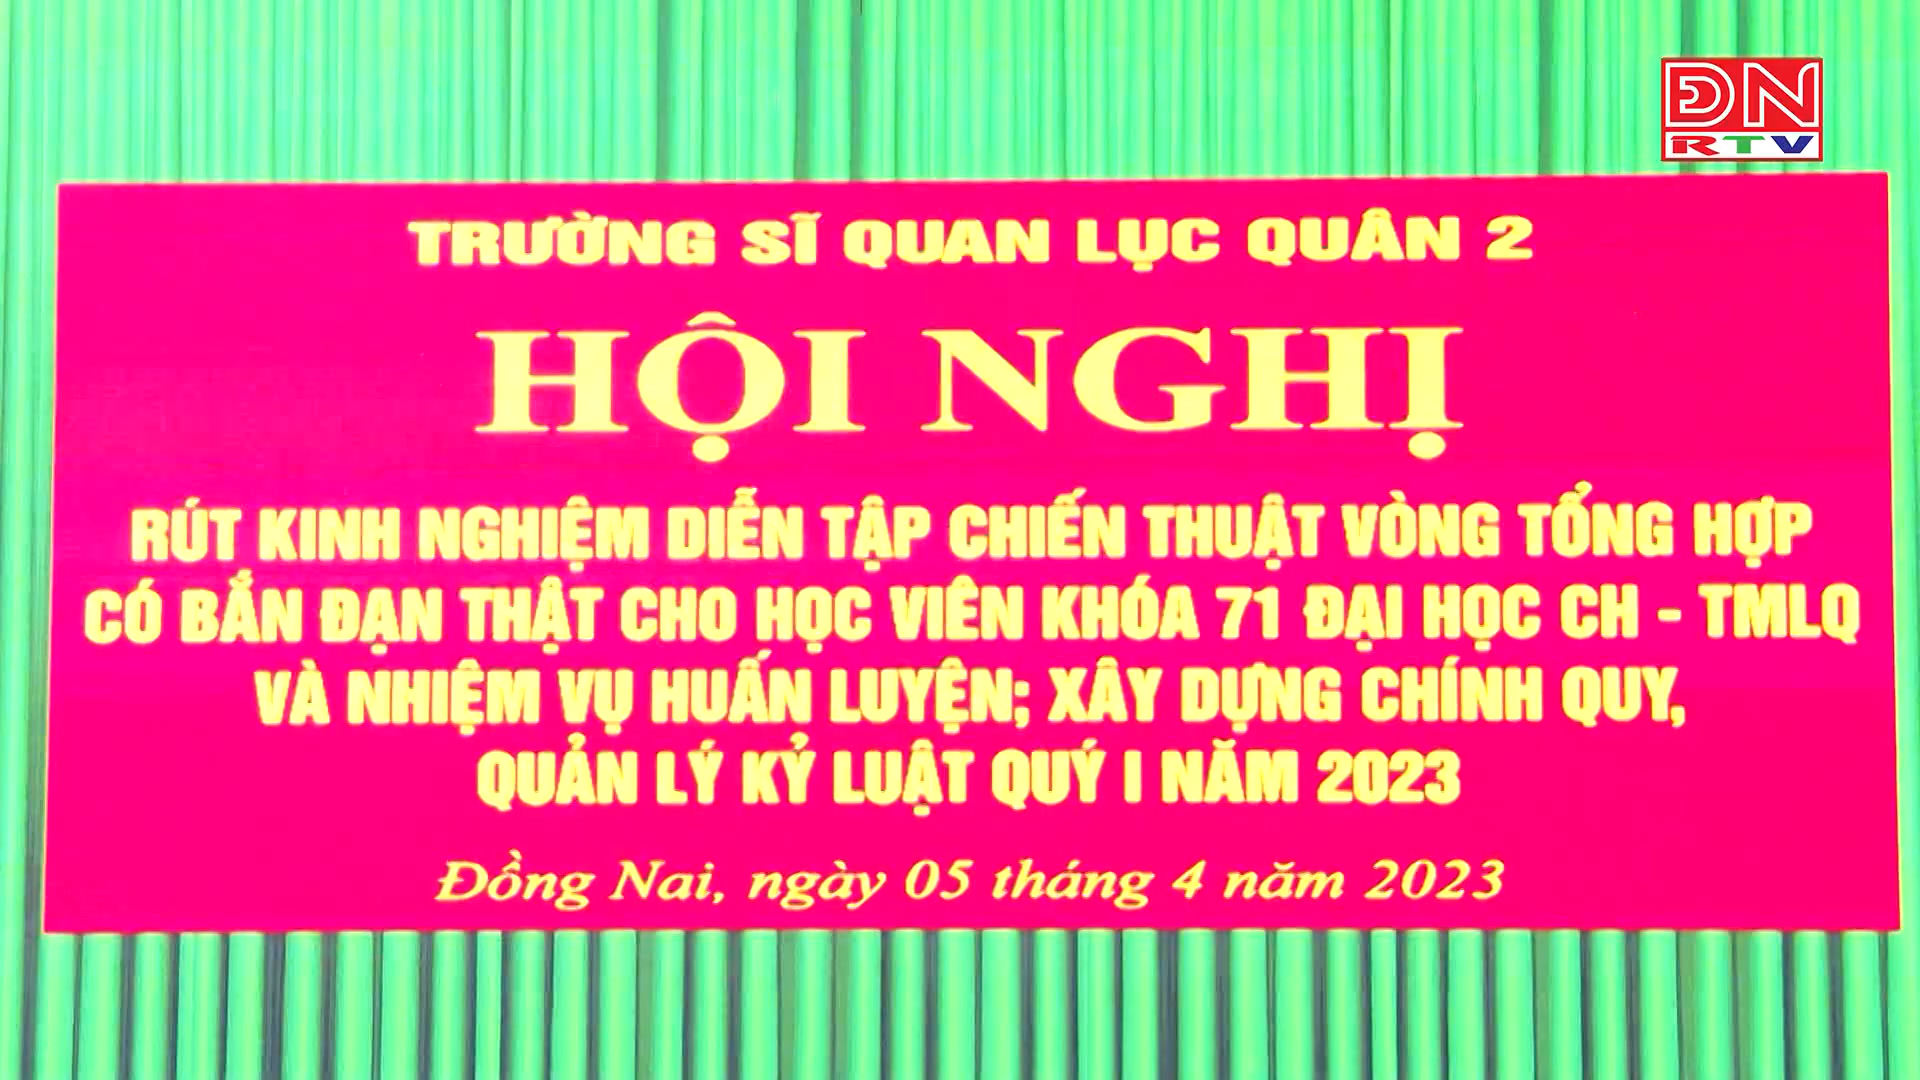 ĐN
RTV
TRƯỜNG SĨ QUAN LỤC QUÂN 2
HỘI NGHỊ
RÚT KINH NGHIỆM DIỄN TẬP CHIẾN THUẬT VÒNG TỔNG HỢP
CÓ BẮN ĐẠN THẬT CHO HỌC VIÊN KHÓA 71 ĐẠI HỌC CH - TMLQ
VÀ NHIỆM VỤ HUẤN LUYỆN; XÂY DỰNG CHÍNH QUY,
QUẢN LÝ KỶ LUẬT QUÝ I NĂM 2023
Đồng Nai, ngày 05 tháng 4 năm 2023